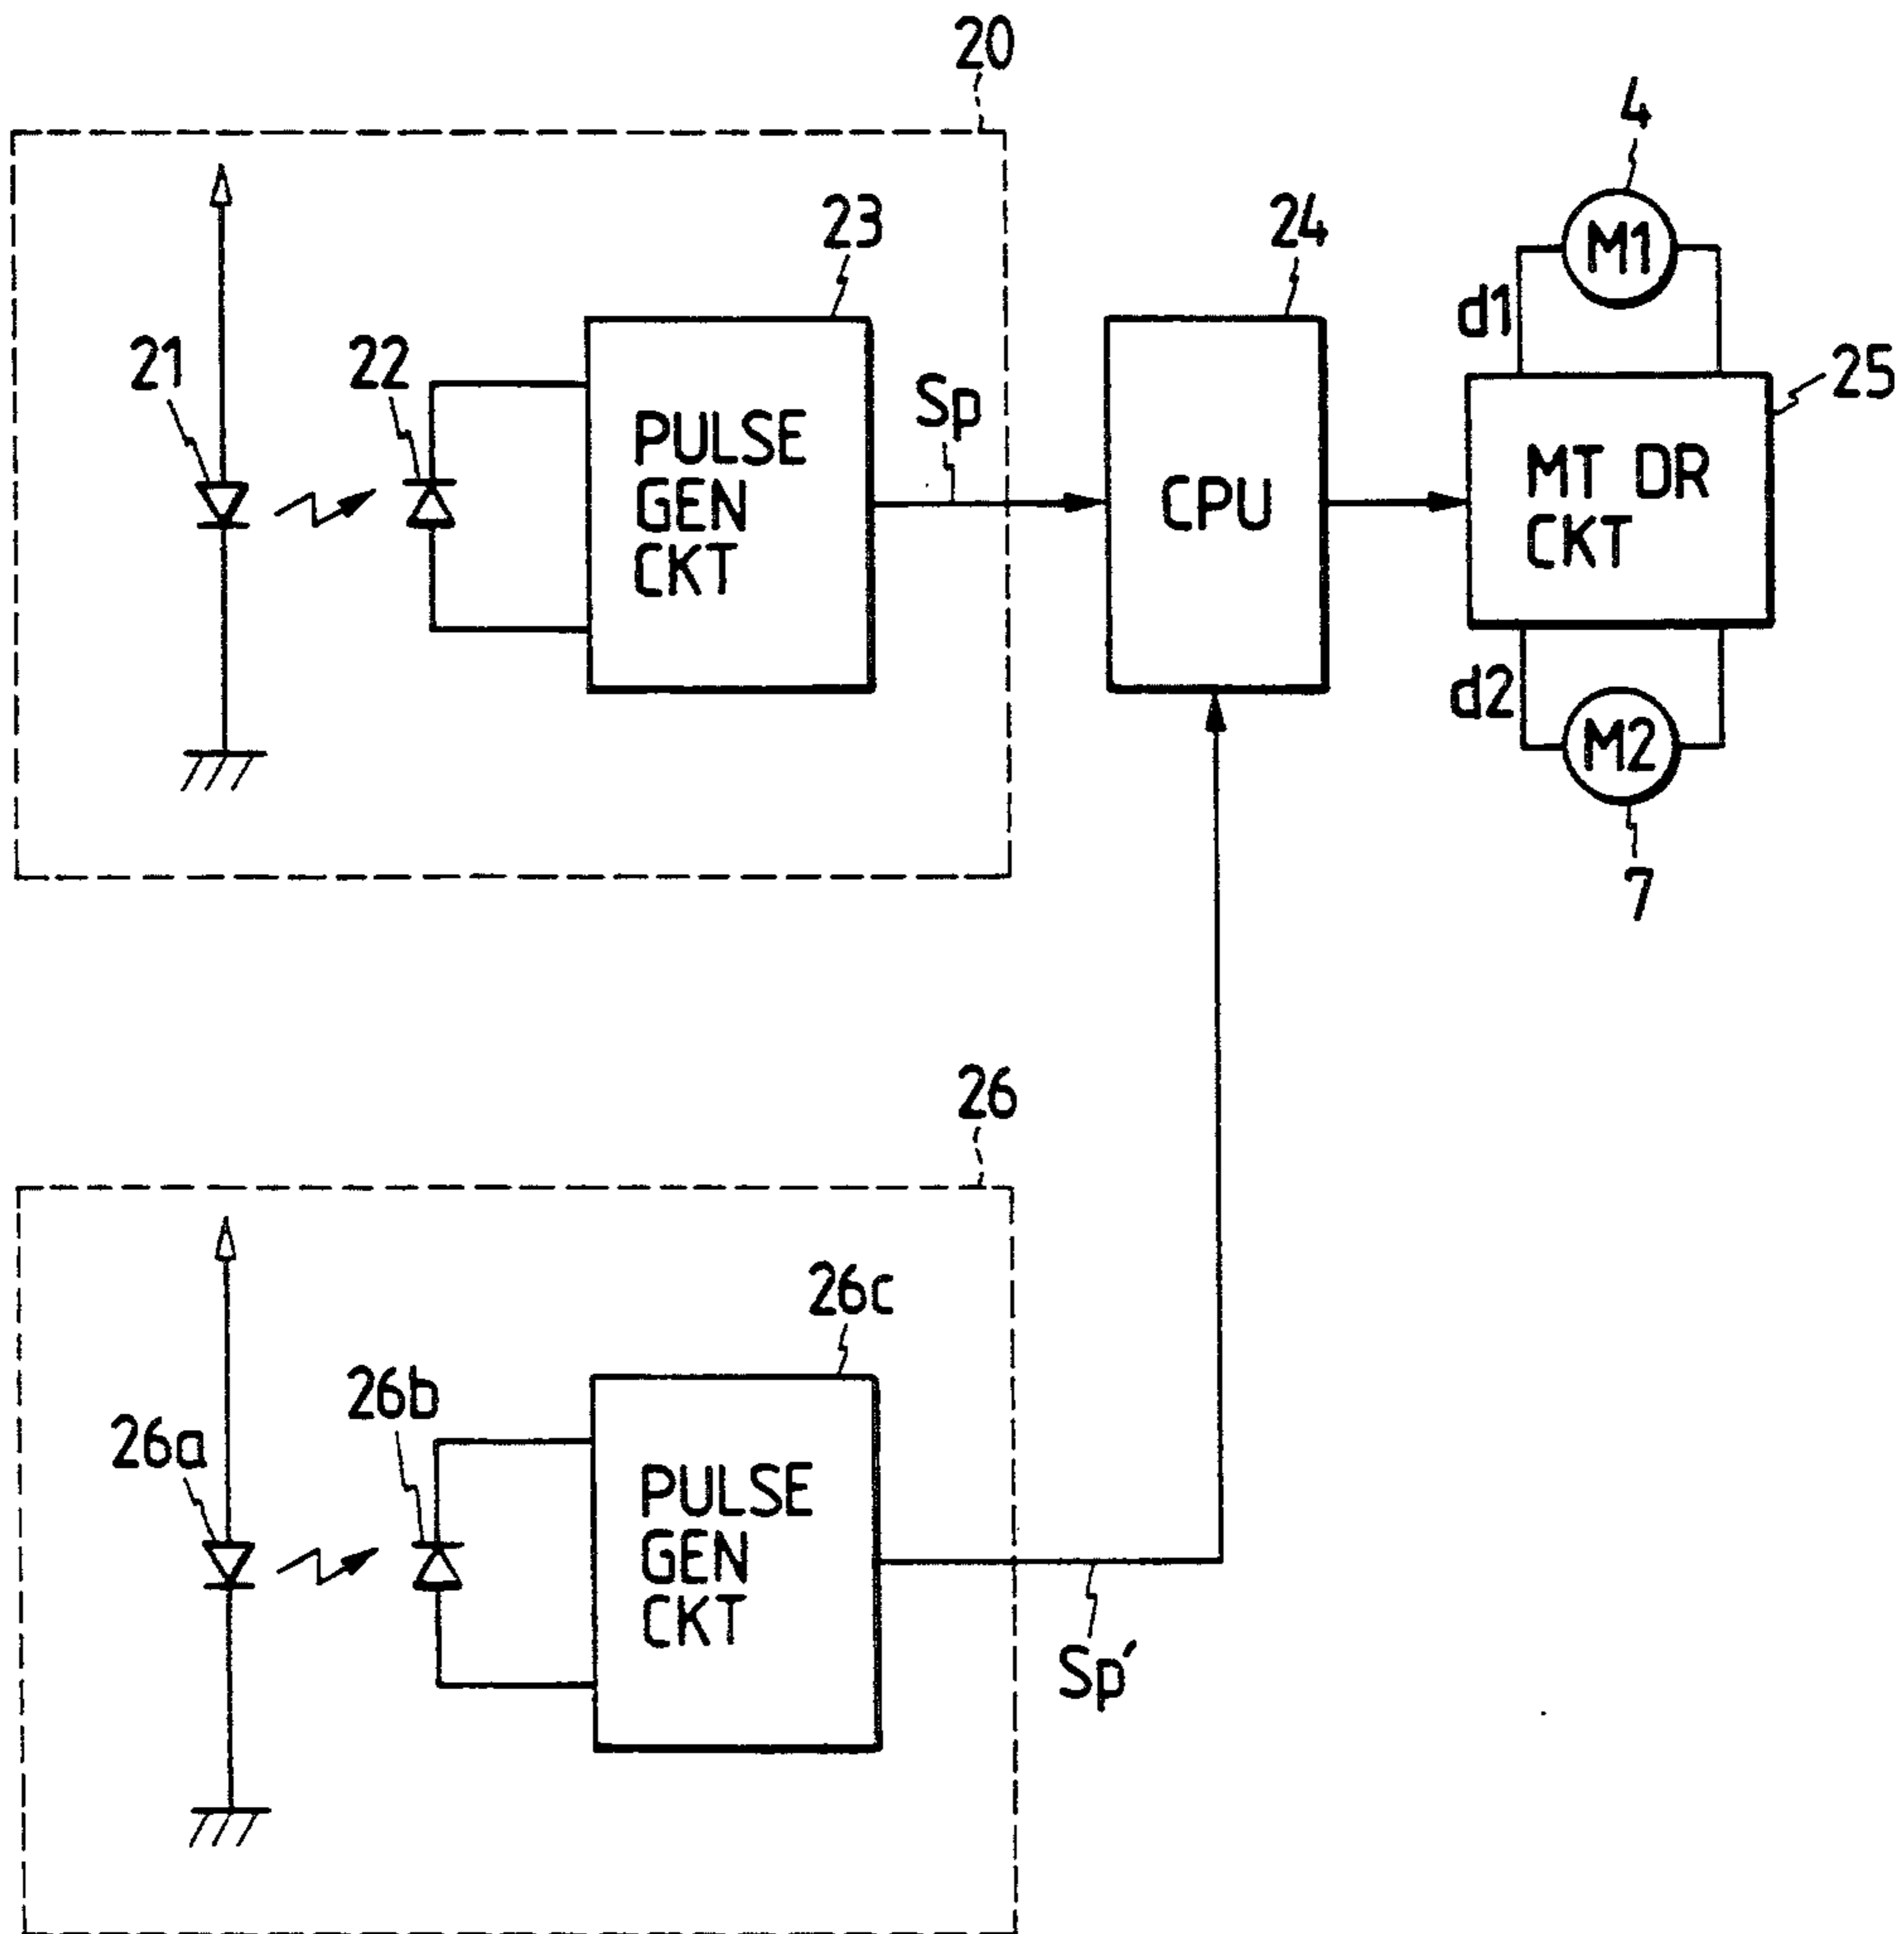 20
4
23
24
M1
d1
21
22
25
Sp
PULSE
GEN
CKT
CPU
MT DR
CKT
d2
M2
7
26
26c
26b
26a
PULSE
GEN
CKT
Sp'